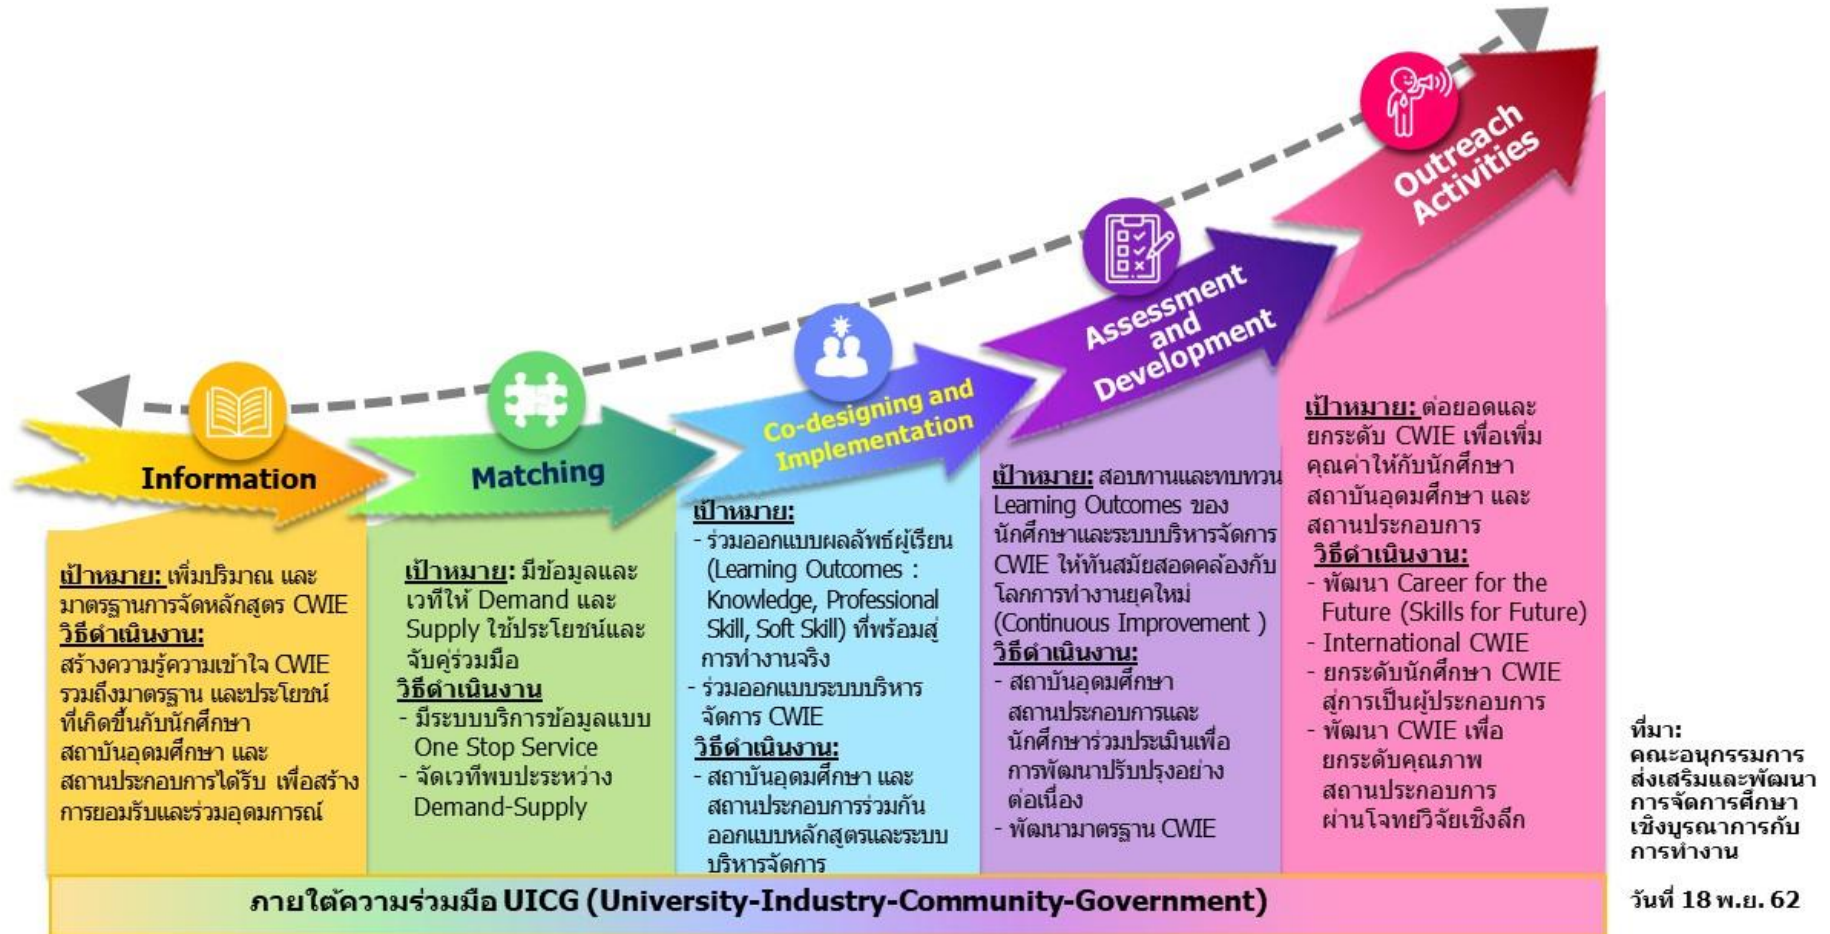 Information
เป้าหมาย: เพิ่มปริมาณ และ
มาตรฐานการจัดหลักสูตร CWIE
วิธีดำเนินงาน:
สร้างความรู้ความเข้าใจ CWIE
รวมถึงมาตรฐาน และประโยชน์
ที่เกิดขึ้นกับนักศึกษา
สถาบันอุดมศึกษา และ
สถานประกอบการได้รับ เพื่อสร้าง
การยอมรับและร่วมอุดมการณ์
Matching
เป้าหมาย: มีข้อมูลและ
เวทีให้ Demand และ
Supply ใช้ประโยชน์และ
จับคู่ร่วมมือ
วิธีดำเนินงาน
- มีระบบบริการข้อมูลแบบ
One Stop Service
- จัดเวทีพบปะระหว่าง
Demand-Supply
Co-designing and
Implementation
เป้าหมาย:
- ร่วมออกแบบผลลัพธ์ผู้เรียน
(Learning Outcomes :
Knowledge, Professional
Skill, Soft Skill) ที่พร้อมสู่
การทำงานจริง
- ร่วมออกแบบระบบบริหาร
จัดการ CWIE
วิธีดำเนินงาน:
- สถาบันอุดมศึกษา และ
สถานประกอบการร่วมกัน
ออกแบบหลักสูตรและระบบ
บริหารจัดการ
Assessment
and
Development
เป้าหมาย: สอบทานและทบทวน
Learning Outcomes ของ
นักศึกษาและระบบบริหารจัดการ
CWIE ให้ทันสมัยสอดคล้องกับ
โลกการทำงานยุคใหม่
(Continuous Improvement )
วิธีดำเนินงาน:
- สถาบันอุดมศึกษา
สถานประกอบการและ
นักศึกษาร่วมประเมินเพื่อ
การพัฒนาปรับปรุงอย่าง
ต่อเนื่อง
- พัฒนามาตรฐาน CWIE
Outreach
Activities
เป้าหมาย: ต่อยอดและ
ยกระดับ CWIE เพื่อเพิ่ม
คุณค่าให้กับนักศึกษา
สถาบันอุดมศึกษา และ
สถานประกอบการ
วิธีดำเนินงาน:
- พัฒนา Career for the
Future (Skills for Future)
- International CWIE
- ยกระดับนักศึกษา CWIE
สู่การเป็นผู้ประกอบการ
- พัฒนา CWIE เพื่อ
ยกระดับคุณภาพ
สถานประกอบการ
ผ่านโจทย์วิจัยเชิงลึก
ภายใต้ความร่วมมือ UICG (University-Industry-Community-Government)
ที่มา:
คณะอนุกรรมการ
ส่งเสริมและพัฒนา
การจัดการศึกษา
เชิงบูรณาการกับ
การทำงาน
วันที่ 18 พ.ย. 62